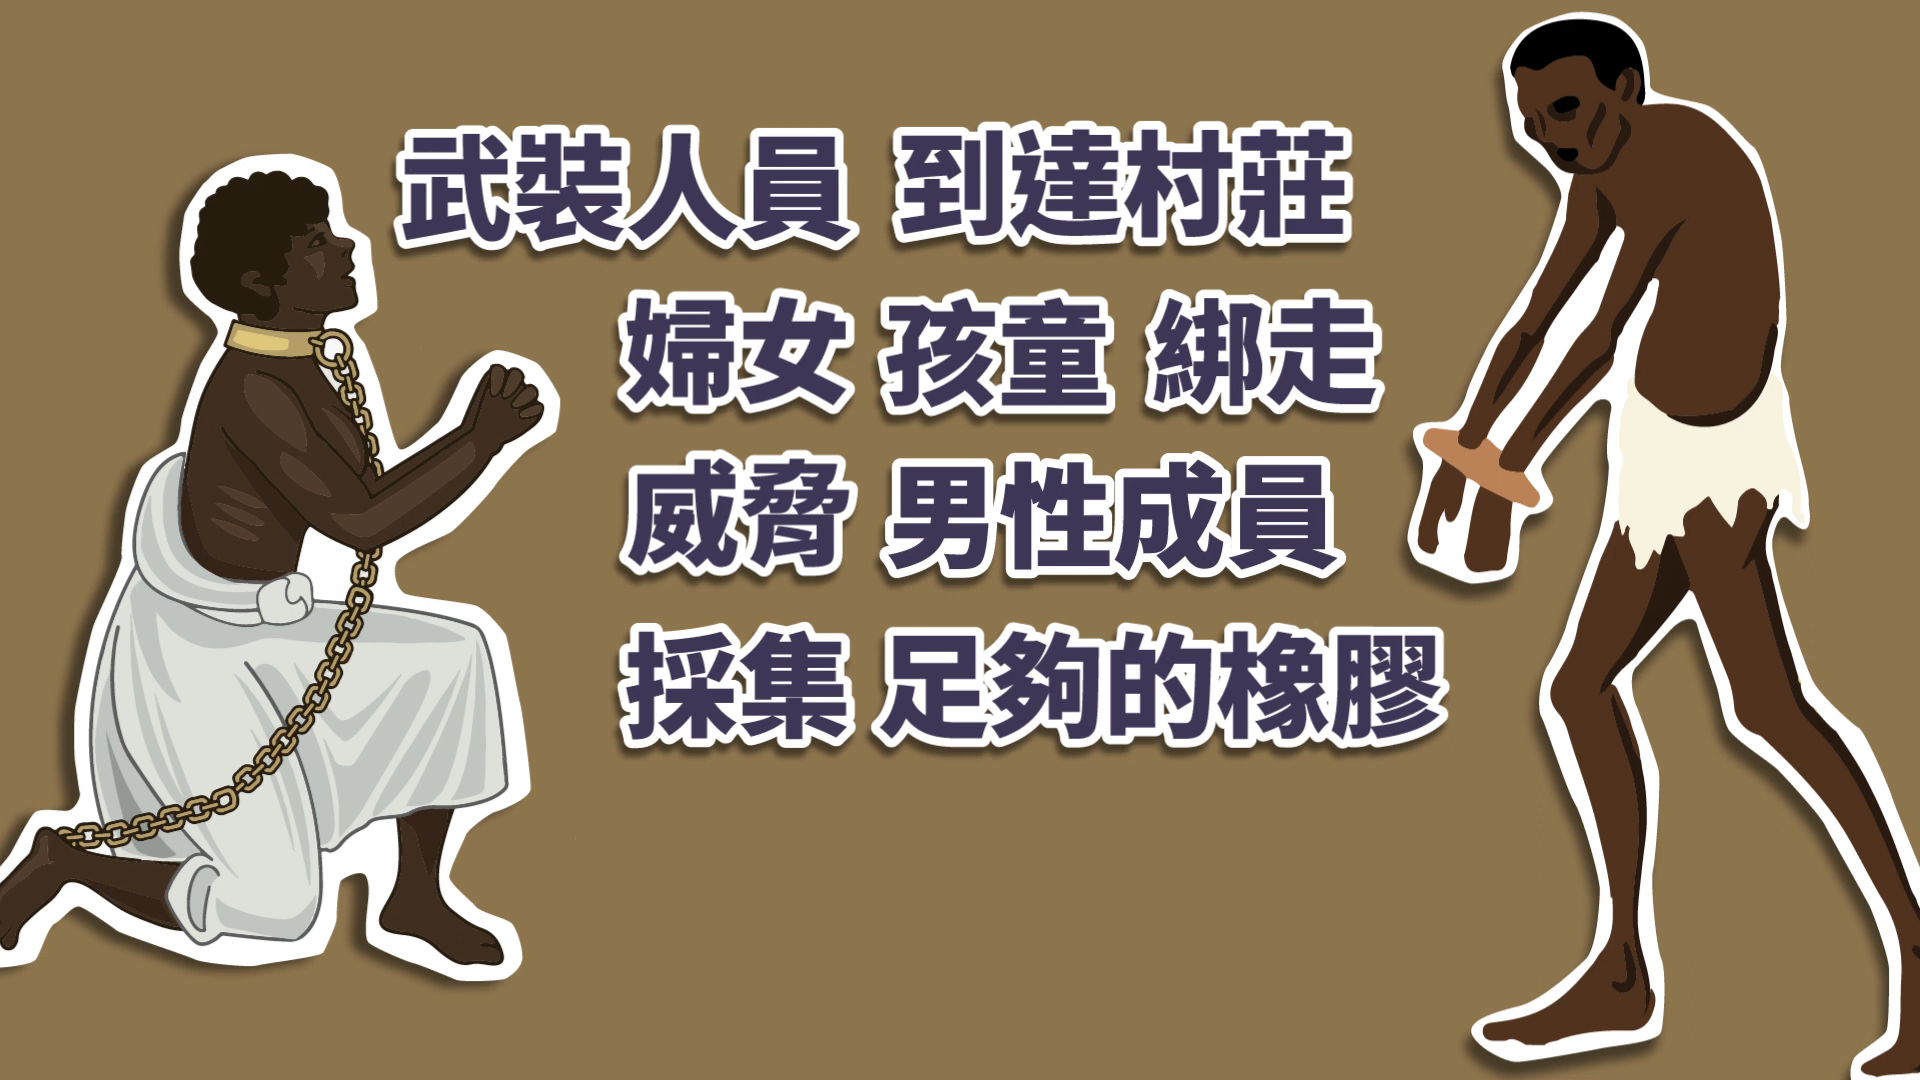 武裝人員 到達村莊
婦女 孩童 綁走
威脅 男性成員
採集 足夠的橡膠